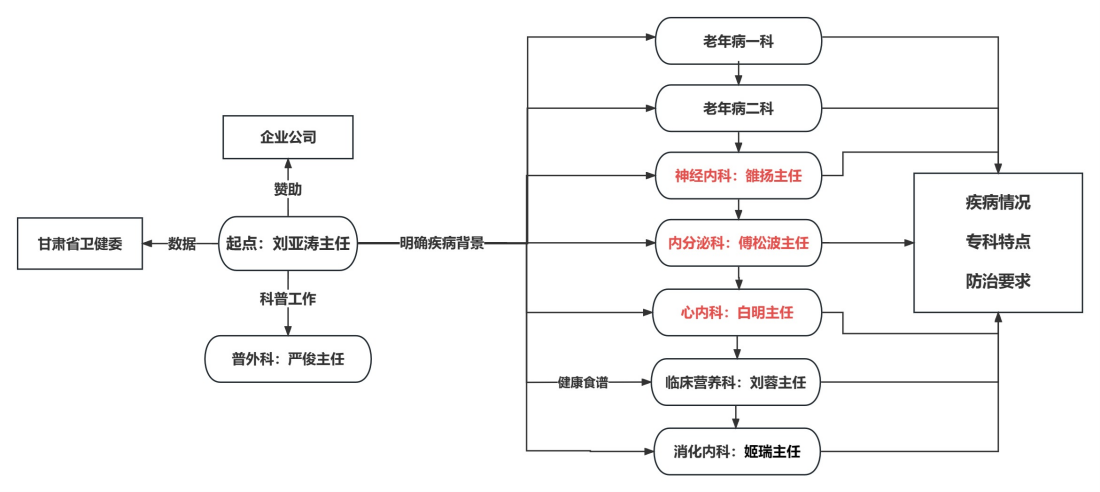 老年病一科
老年病二科
企业公司
赞助
神经内科：雒扬主任
疾病情况
专科特点
防治要求
甘肃省卫健委
数据
起点：刘亚涛主任
明确疾病背景
内分泌科：傅松波主任
科普工作
心内科：白明主任
普外科：严俊主任
健康食谱
临床营养科：刘蓉主任
消化内科：姬瑞主任